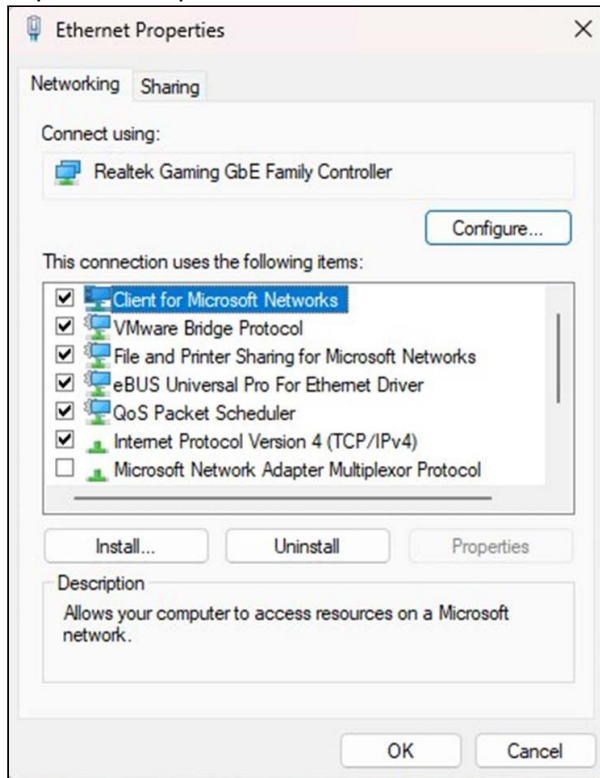 Ethernet Properties
Networking
Sharing
Connect using:
Realtek Gaming GbE Family Controller
Configure...
This connection uses the following items:
Client for Microsoft Networks
VMware Bridge Protocol
File and Printer Sharing for Microsoft Networks
eBUS Universal Pro For Ethernet Driver
QoS Packet Scheduler
Internet Protocol Version 4 (TCP/IPv4)
Microsoft Network Adapter Multiplexor Protocol
Install...
Uninstall
Properties
Description
Allows your computer to access resources on a Microsoft
network.
OK
Cancel